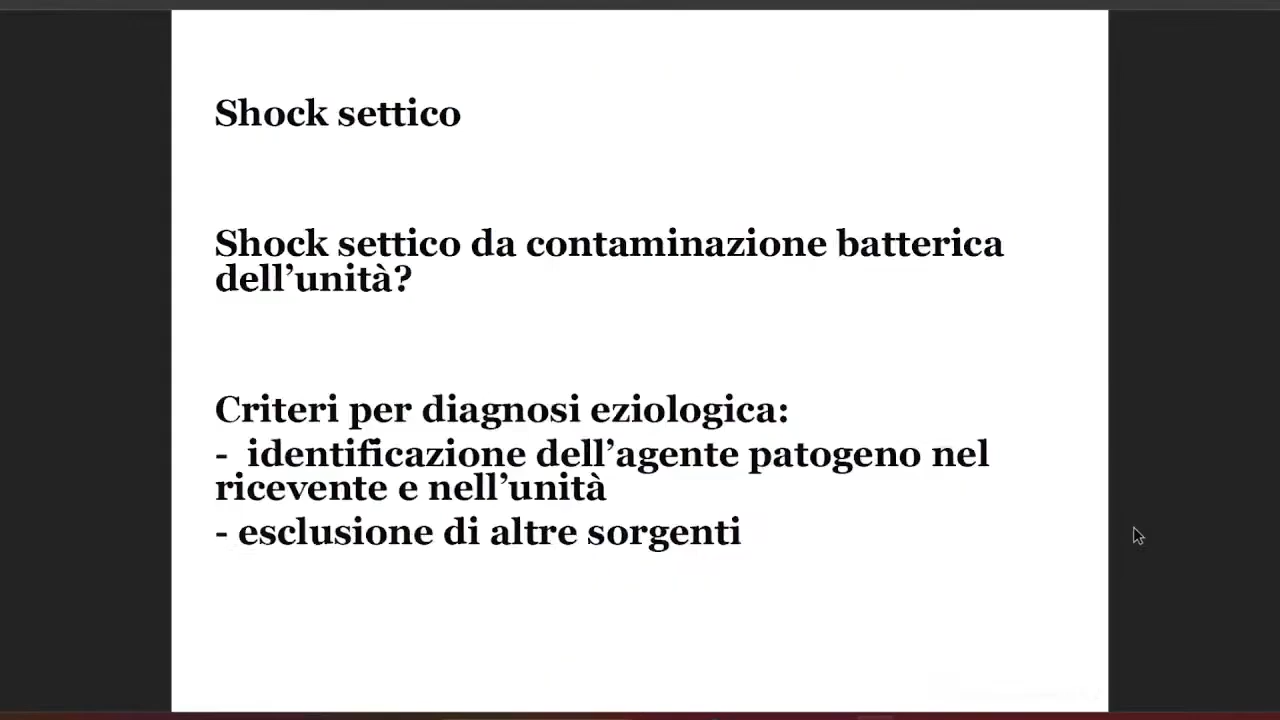 Shock settico
Shock settico da contaminazione batterica
dell’unità?
Criteri per diagnosi eziologica:
-  identificazione dell’agente patogeno nel
ricevente e nell’unità
- esclusione di altre sorgenti